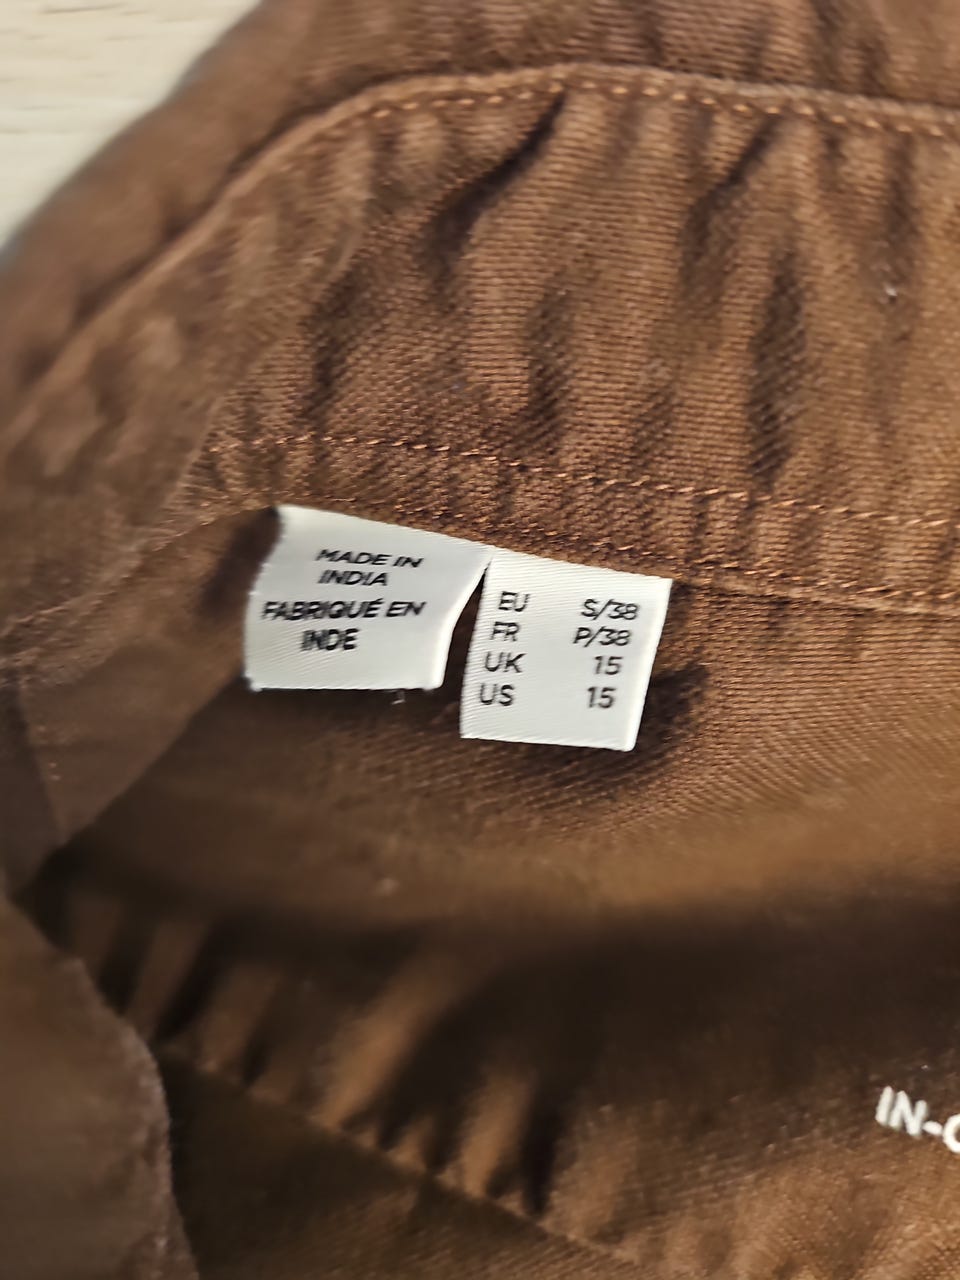 MADE IN
INDIA
FABRIQUÉ EN
INDE
EU S/38
FR P/38
UK 15
US 15